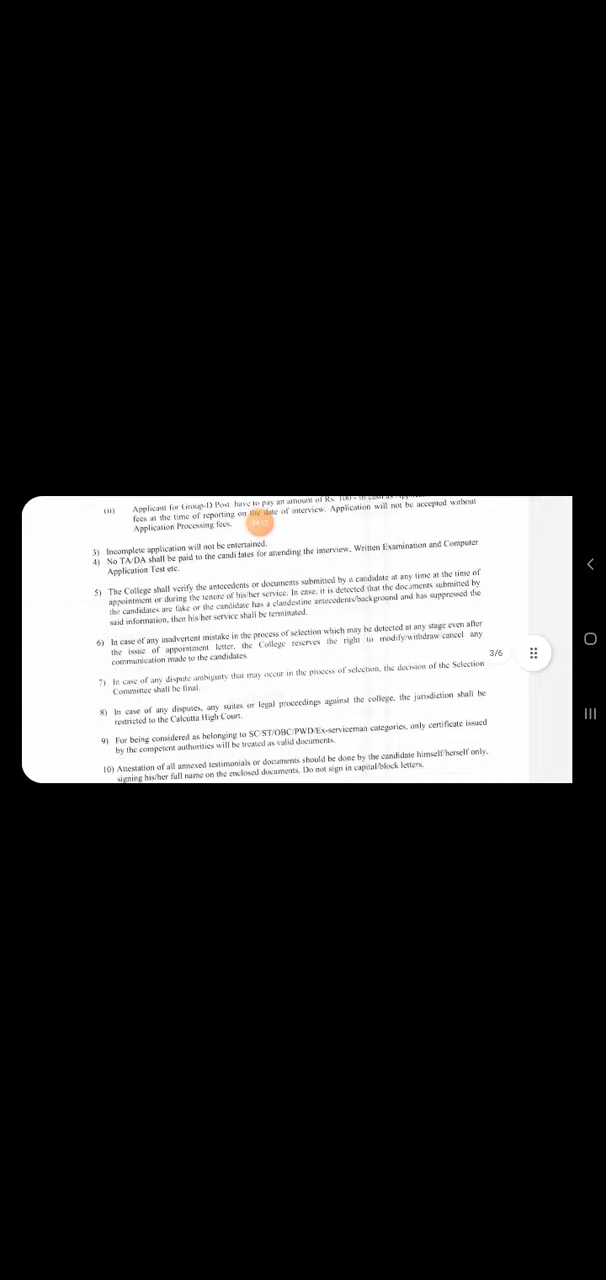 (ii) Applicant for Group-D Post have to pay an amount of Rs. 100/- in cash as
fees at the time of reporting on the date of interview. Application will not be accepted without
Application Processing fees.
3) Incomplete application will not be entertained.
4) No TA/DA shall be paid to the candidates for attending the interview, Written Examination and Computer
Application Test etc.
5) The College shall verify the antecedents or documents submitted by a candidate at any time at the time of
appointment or during the tenure of his/her service. In case, it is detected that the documents submitted by
the candidates are fake or the candidate has a clandestine antecedents/background and has suppressed the
said information, then his/her service shall be terminated.
6) In case of any inadvertent mistake in the process of selection which may be detected at any stage even after
the issue of appointment letter, the College reserves the right to modify/withdraw/cancel any
communication made to the candidates.
3/6
7) In case of any dispute/ambiguity that may occur in the process of selection, the decision of the Selection
Committee shall be final.
8) In case of any disputes, any suites or legal proceedings against the college, the jurisdiction shall be
restricted to the Calcutta High Court.
9) For being considered as belonging to SC/ST/OBC/PWD/Ex-serviceman categories, only certificate issued
by the competent authorities will be treated as valid documents.
10) Attestation of all annexed testimonials or documents should be done by the candidate himself/herself only,
signing his/her full name on the enclosed documents. Do not sign in capital/block letters.